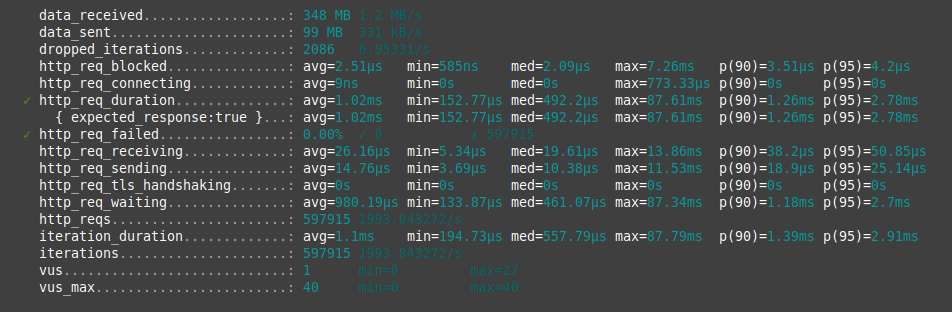 data_received..................: 348 MB 1.2 MB/s
data_sent......................: 99 MB  331 kB/s
dropped_iterations.............: 2086   6.95331/s
http_req_blocked...............: avg=2.51µs   min=585ns    med=2.09µs   max=7.26ms   p(90)=3.51µs p(95)=4.2µs
http_req_connecting............: avg=9ns      min=0s       med=0s       max=773.33µs p(90)=0s     p(95)=0s
✓ http_req_duration..............: avg=1.02ms   min=152.77µs med=492.2µs  max=87.61ms  p(90)=1.26ms p(95)=2.78ms
{ expected_response:true }...: avg=1.02ms   min=152.77µs med=492.2µs  max=87.61ms  p(90)=1.26ms p(95)=2.78ms
✓ http_req_failed................: 0.00%  ✓ 0           ✗ 597915
http_req_receiving.............: avg=26.16µs  min=5.34µs   med=19.61µs  max=13.86ms  p(90)=38.2µs p(95)=50.85µs
http_req_sending...............: avg=14.76µs  min=3.69µs   med=10.38µs  max=11.53ms  p(90)=18.9µs p(95)=25.14µs
http_req_tls_handshaking.......: avg=0s       min=0s       med=0s       max=0s       p(90)=0s     p(95)=0s
http_req_waiting...............: avg=980.19µs min=133.87µs med=461.07µs max=87.34ms  p(90)=1.18ms p(95)=2.7ms
http_reqs......................: 597915 1993.043272/s
iteration_duration.............: avg=1.1ms    min=194.73µs med=557.79µs max=87.79ms  p(90)=1.39ms p(95)=2.91ms
iterations.....................: 597915 1993.043272/s
vus............................: 1      min=0         max=27
vus_max........................: 40     min=0         max=40